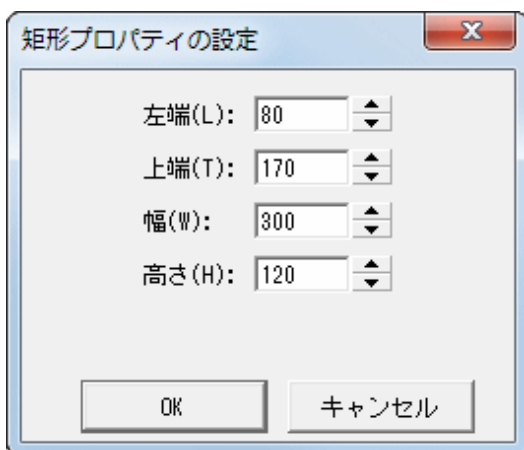 矩形プロパティの設定
左端(L): 80
上端(T): 170
幅(W): 300
高さ(H): 120
OK キャンセル